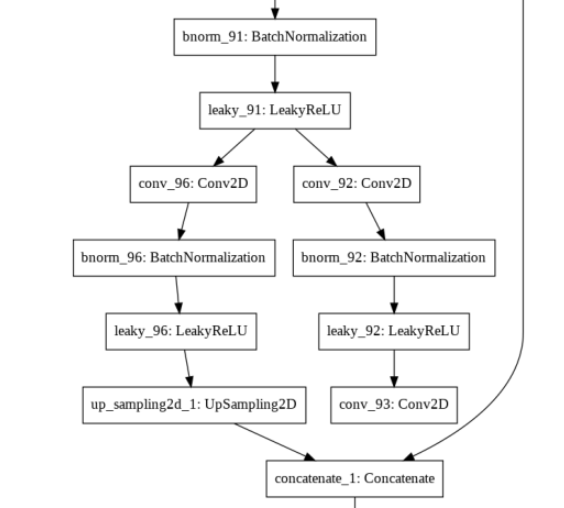 bnorm_91: BatchNormalization
leaky_91: LeakyReLU
conv_96: Conv2D
conv_92: Conv2D
bnorm_96: BatchNormalization
bnorm_92: BatchNormalization
leaky_96: LeakyReLU
leaky_92: LeakyReLU
up_sampling2d_1: UpSampling2D
conv_93: Conv2D
concatenate_1: Concatenate